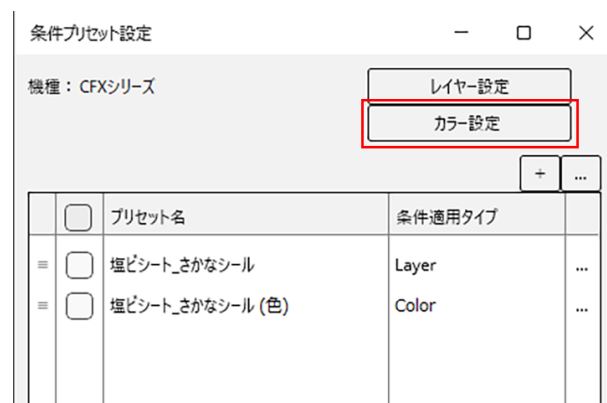 条件プリセット設定
機種： CFXシリーズ
レイヤー設定
カラー設定
+ ...
プリセット名 条件適用タイプ
塩ビシート_さかなシール Layer ...
塩ビシート_さかなシール (色) Color ...